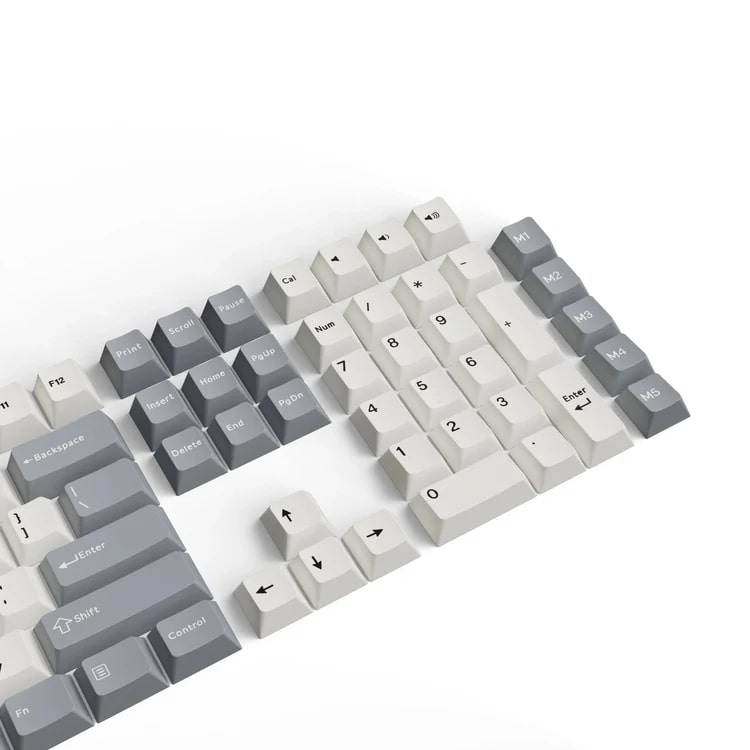 11
F12
Print
Scroll
Pause
Cal
M1
M2
M3
M4
M5
←Backspace
Insert
Home
PgUp
Delete
End
PgDn
Num
/
*
-
7
8
9
+
4
5
6
1
2
3
Enter
0
.
}
]
|
\
Enter
Shift
Fn
Control
↑
←
↓
→